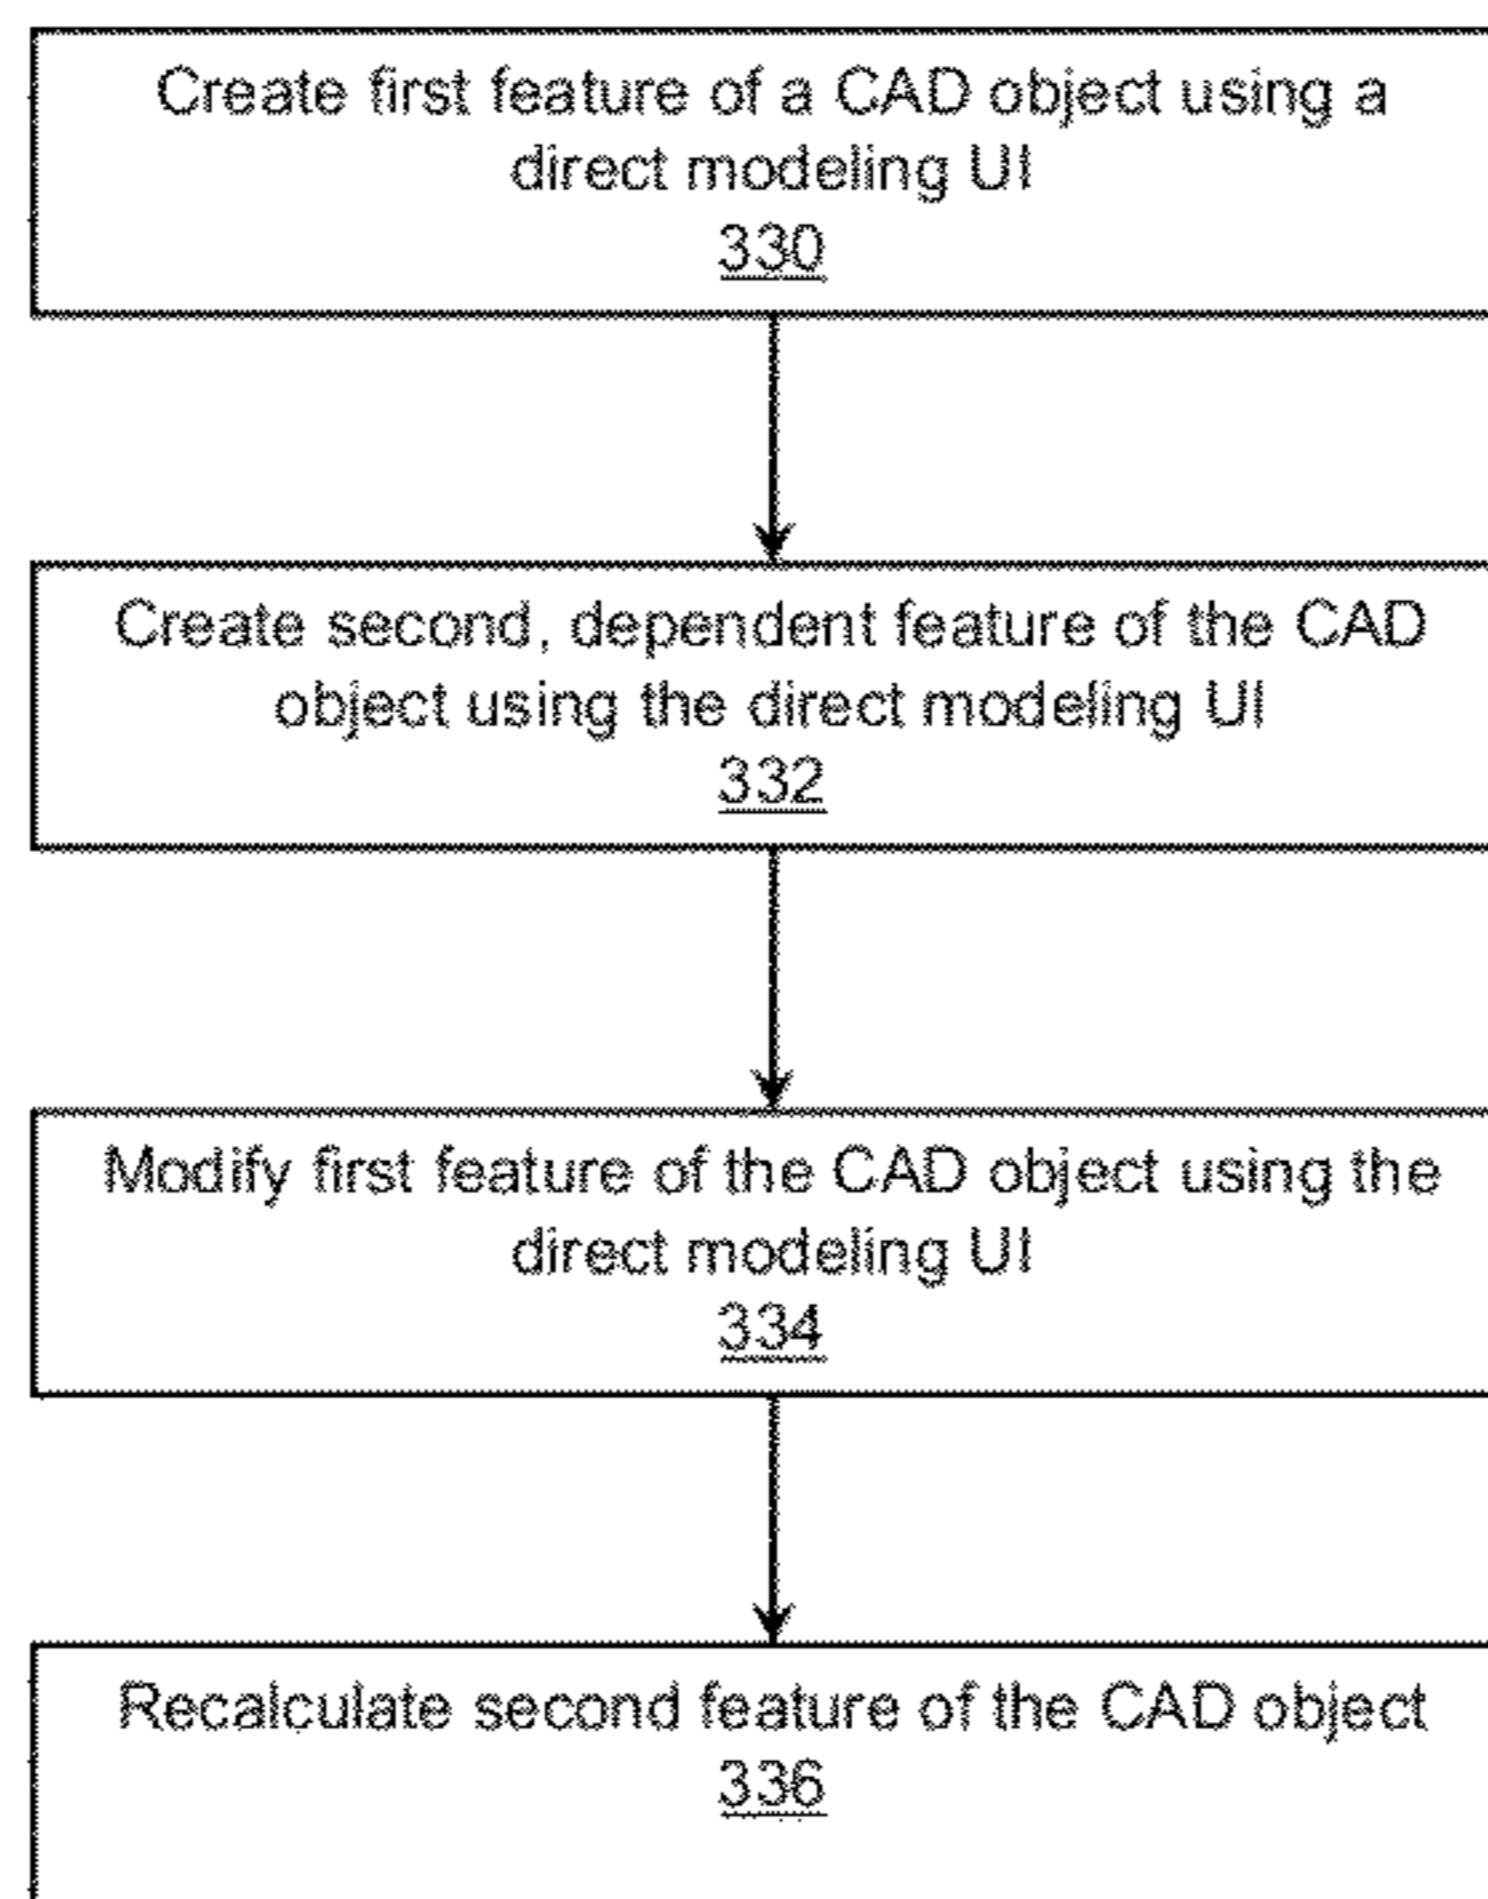 Create first feature of a CAD object using a
direct modeling UI
330
Create second, dependent feature of the CAD
object using the direct modeling UI
332
Modify first feature of the CAD object using the
direct modeling UI
334
Recalculate second feature of the CAD object
336